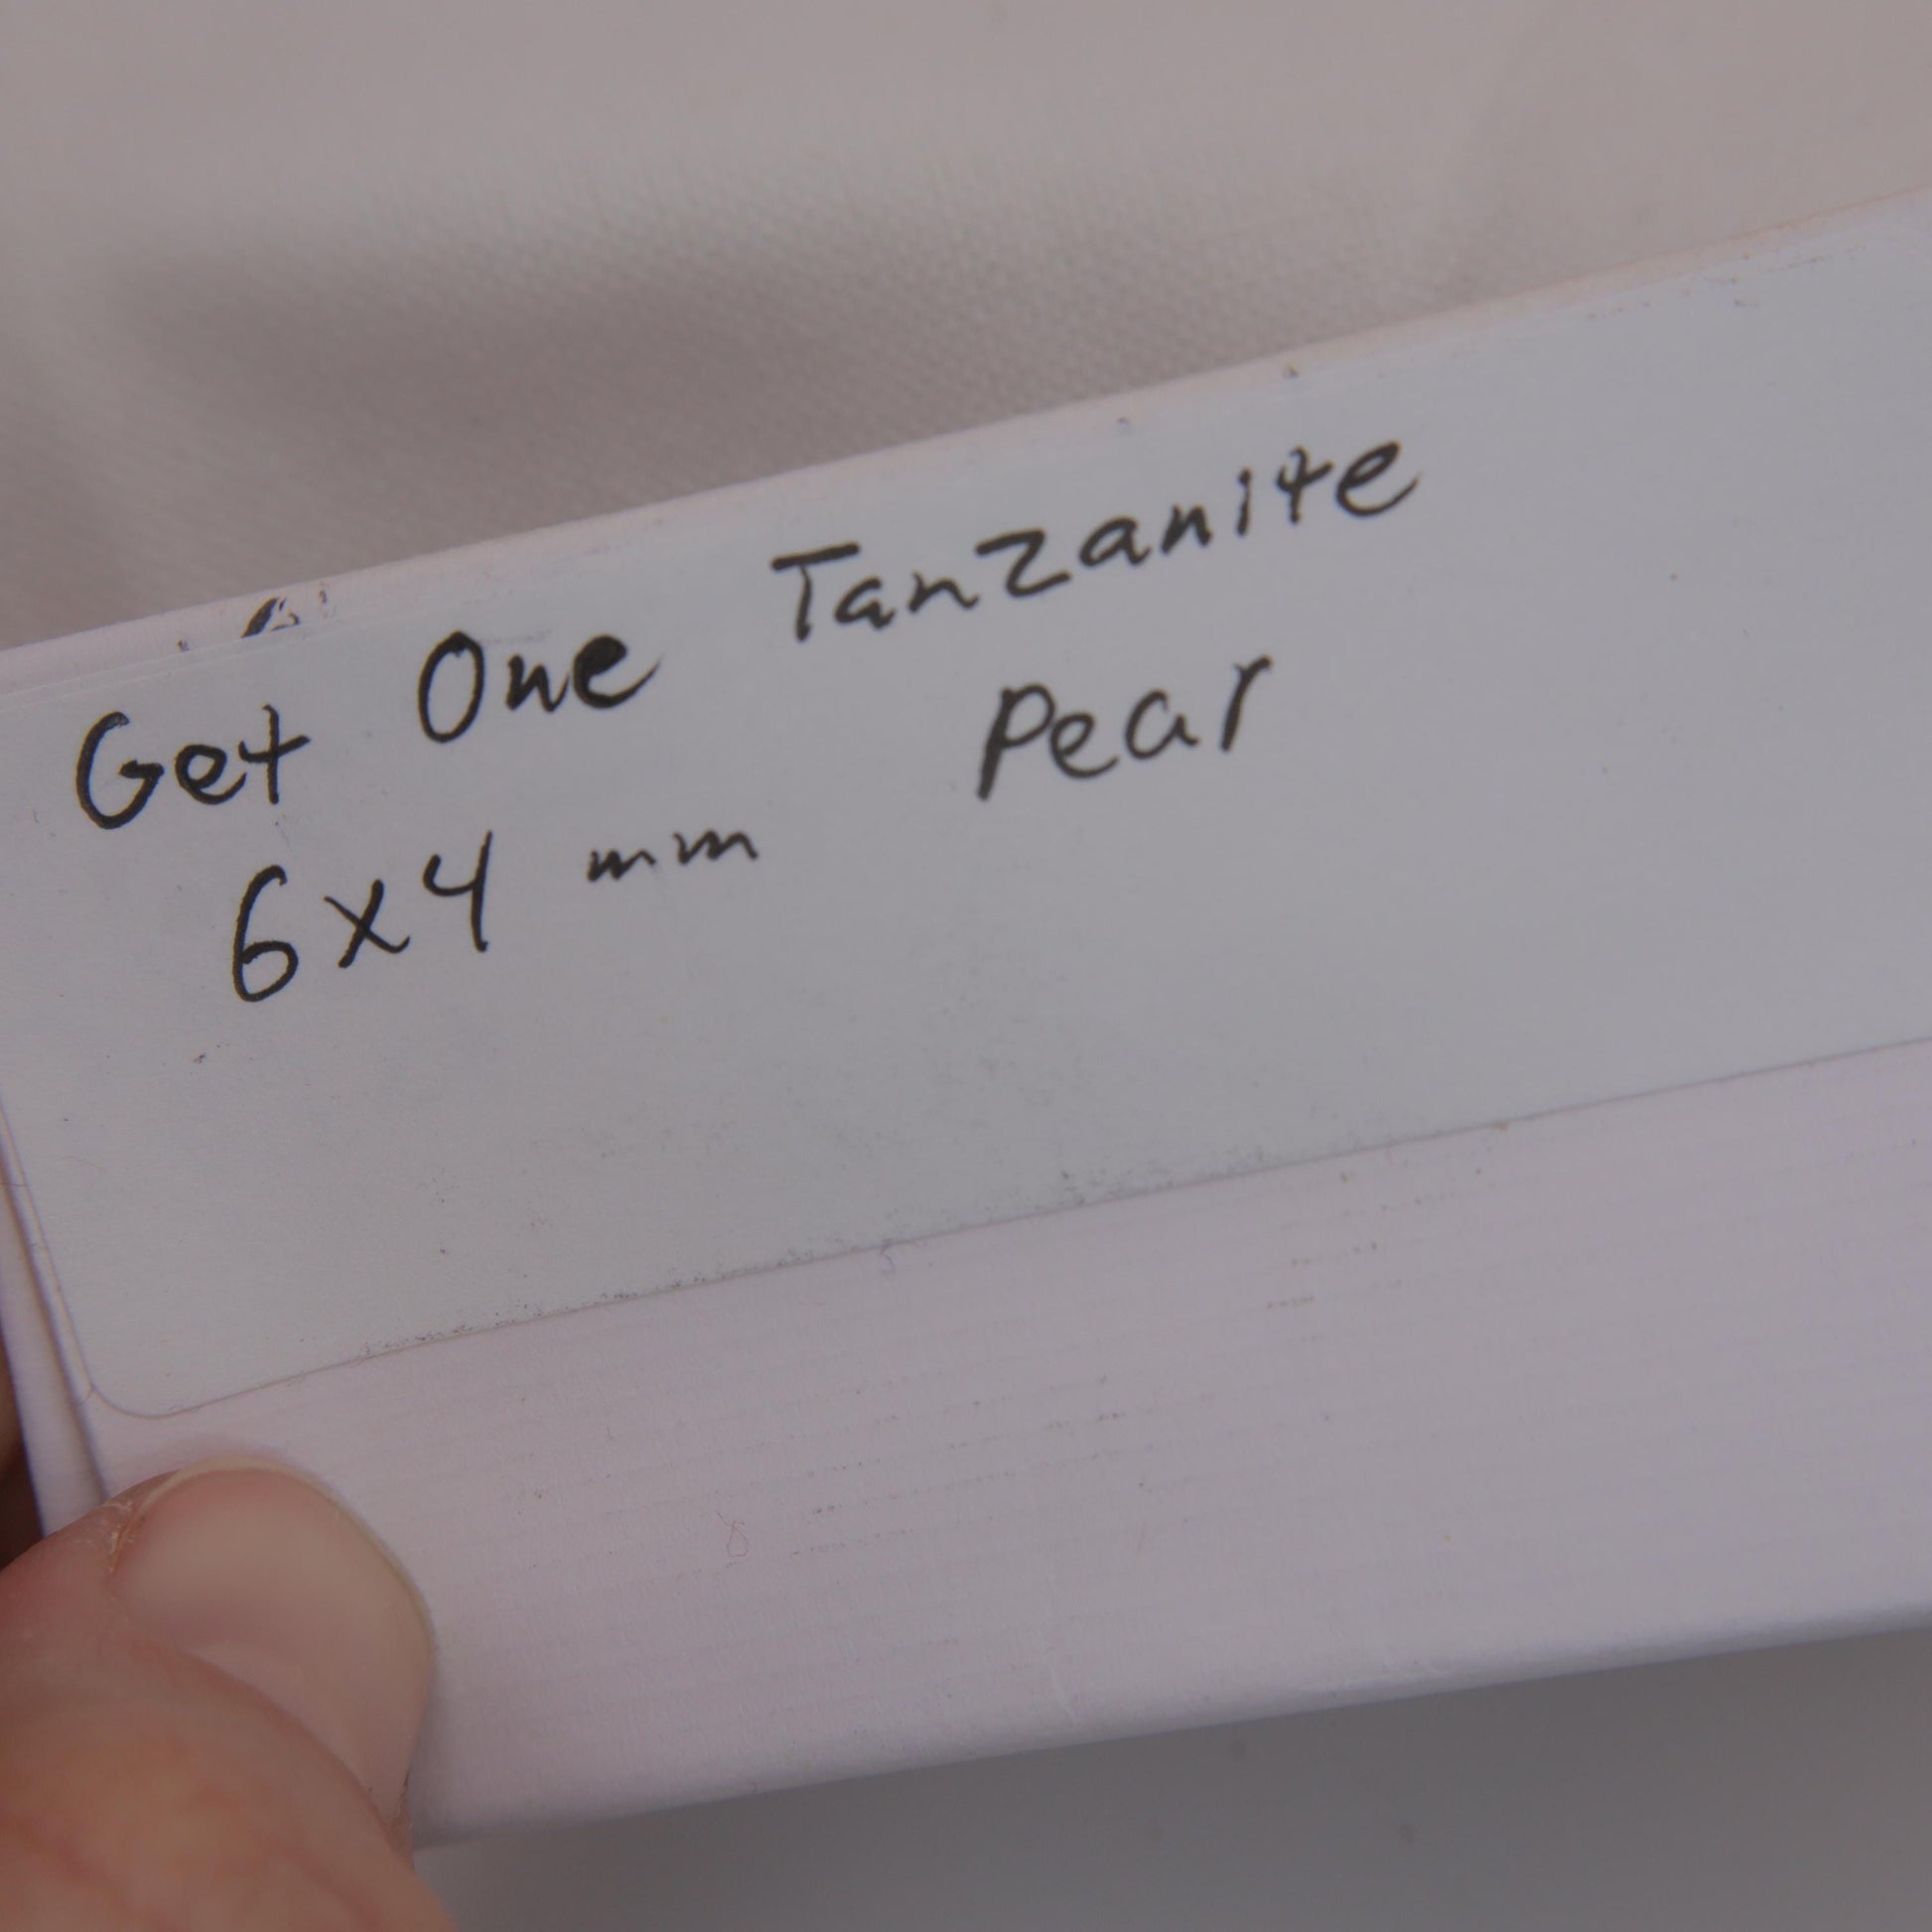 Get One Tanzanite
6x4 mm Pear